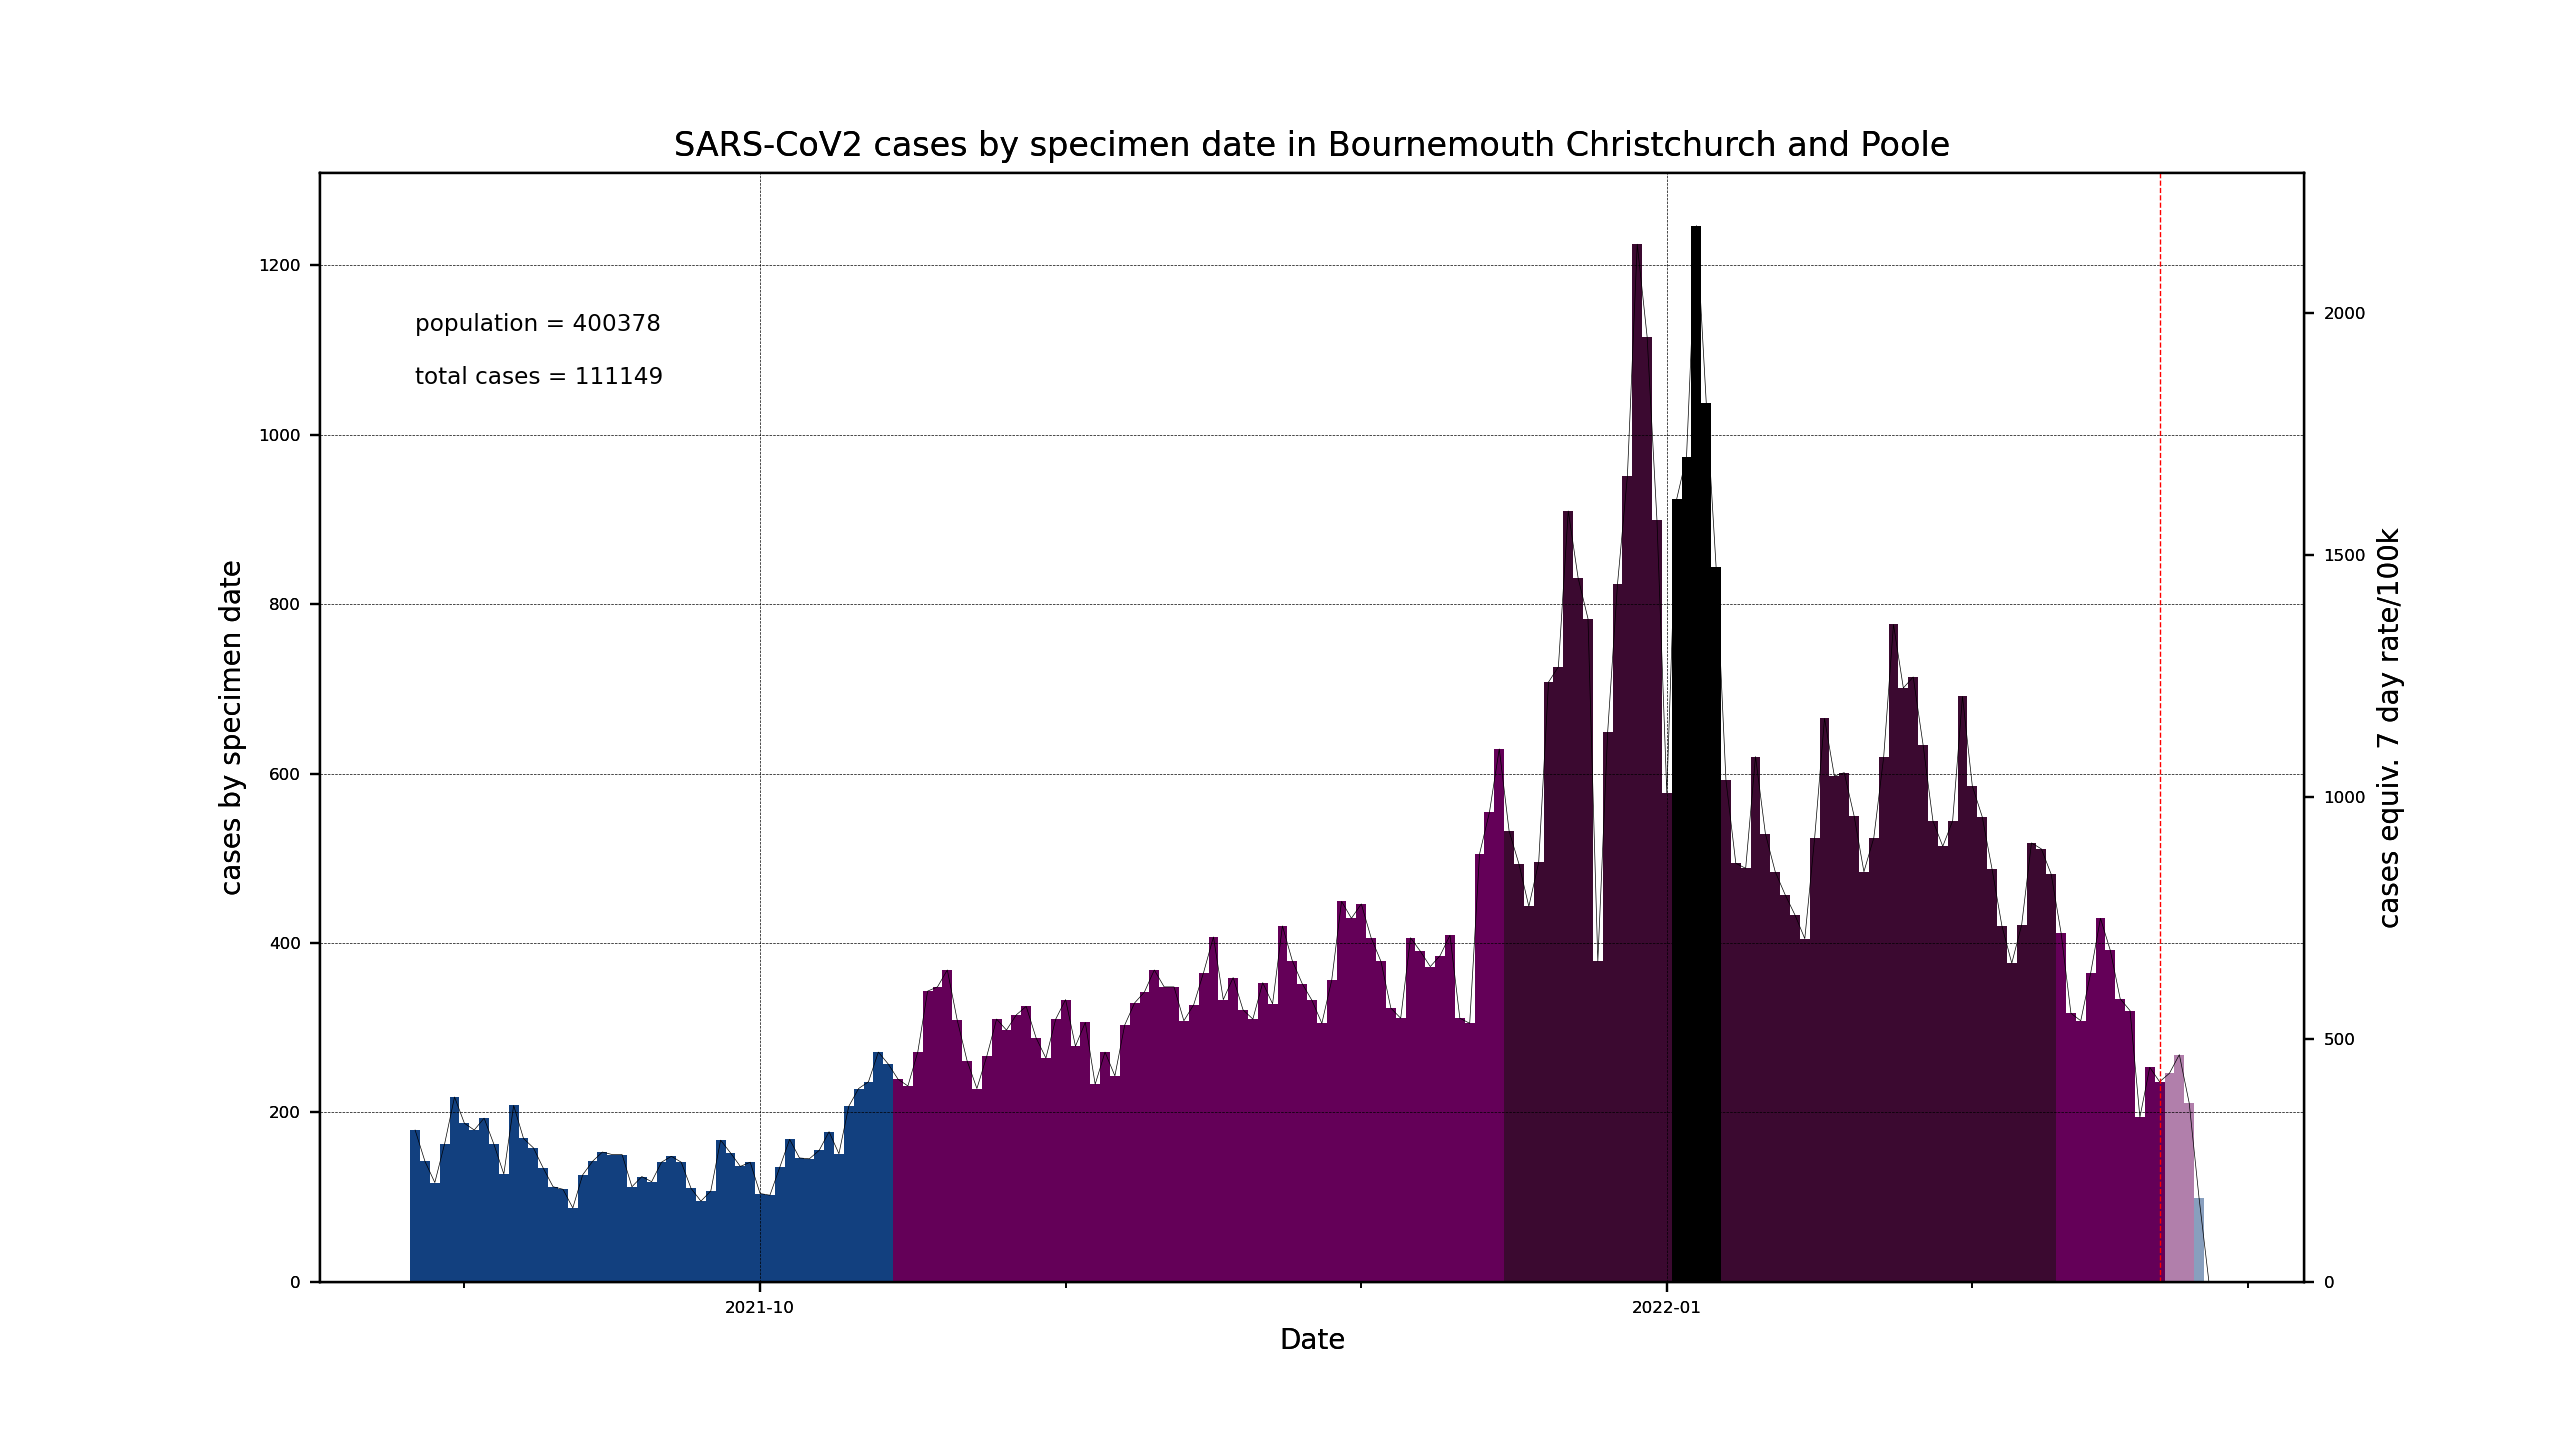 SARS-CoV2 cases by specimen date in Bournemouth Christchurch and Poole
population = 400378
total cases = 111149
cases by specimen date
1200
1000
800
600
400
200
0
2000
1500
1000
500
0
cases equiv. 7 day rate/100k
2021-10
2022-01
Date